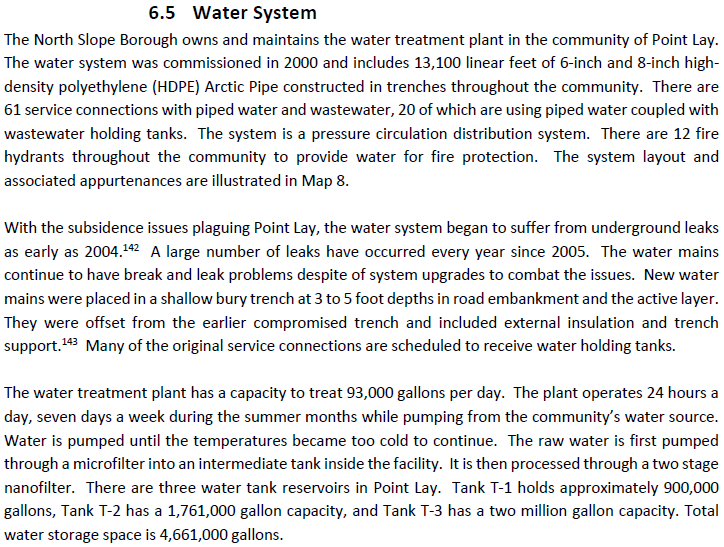 6.5 Water System
The North Slope Borough owns and maintains the water treatment plant in the community of Point Lay.
The water system was commissioned in 2000 and includes 13,100 linear feet of 6-inch and 8-inch high-
density polyethylene (HDPE) Arctic Pipe constructed in trenches throughout the community. There are
61 service connections with piped water and wastewater, 20 of which are using piped water coupled with
wastewater holding tanks. The system is a pressure circulation distribution system. There are 12 fire
hydrants throughout the community to provide water for fire protection. The system layout and
associated appurtenances are illustrated in Map 8.
With the subsidence issues plaguing Point Lay, the water system began to suffer from underground leaks
as early as 2004.¹⁴² A large number of leaks have occurred every year since 2005. The water mains
continue to have break and leak problems despite of system upgrades to combat the issues. New water
mains were placed in a shallow bury trench at 3 to 5 foot depths in road embankment and the active layer.
They were offset from the earlier compromised trench and included external insulation and trench
support.¹⁴³ Many of the original service connections are scheduled to receive water holding tanks.
The water treatment plant has a capacity to treat 93,000 gallons per day. The plant operates 24 hours a
day, seven days a week during the summer months while pumping from the community's water source.
Water is pumped until the temperatures became too cold to continue. The raw water is first pumped
through a microfilter into an intermediate tank inside the facility. It is then processed through a two stage
nanofilter. There are three water tank reservoirs in Point Lay. Tank T-1 holds approximately 900,000
gallons, Tank T-2 has a 1,761,000 gallon capacity, and Tank T-3 has a two million gallon capacity. Total
water storage space is 4,661,000 gallons.